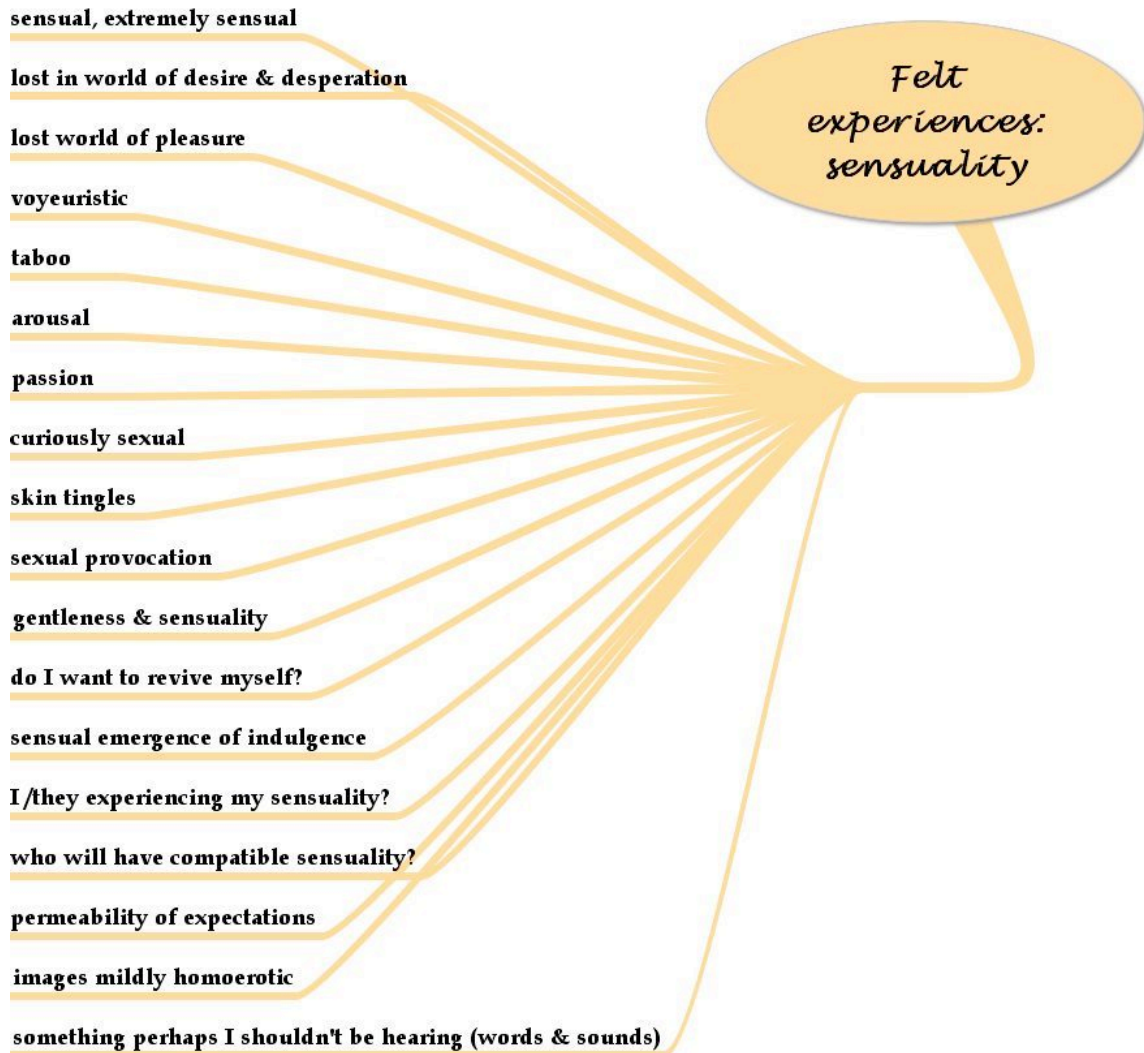 sensual, extremely sensual
lost in world of desire & desperation
lost world of pleasure
voyeuristic
taboo
arousal
passion
curiously sexual
skin tingles
sexual provocation
gentleness & sensuality
do I want to revive myself?
sensual emergence of indulgence
I/they experiencing my sensuality?
who will have compatible sensuality?
permeability of expectations
images mildly homoerotic
something perhaps I shouldn't be hearing (words & sounds)
Felt
experiences:
sensuality